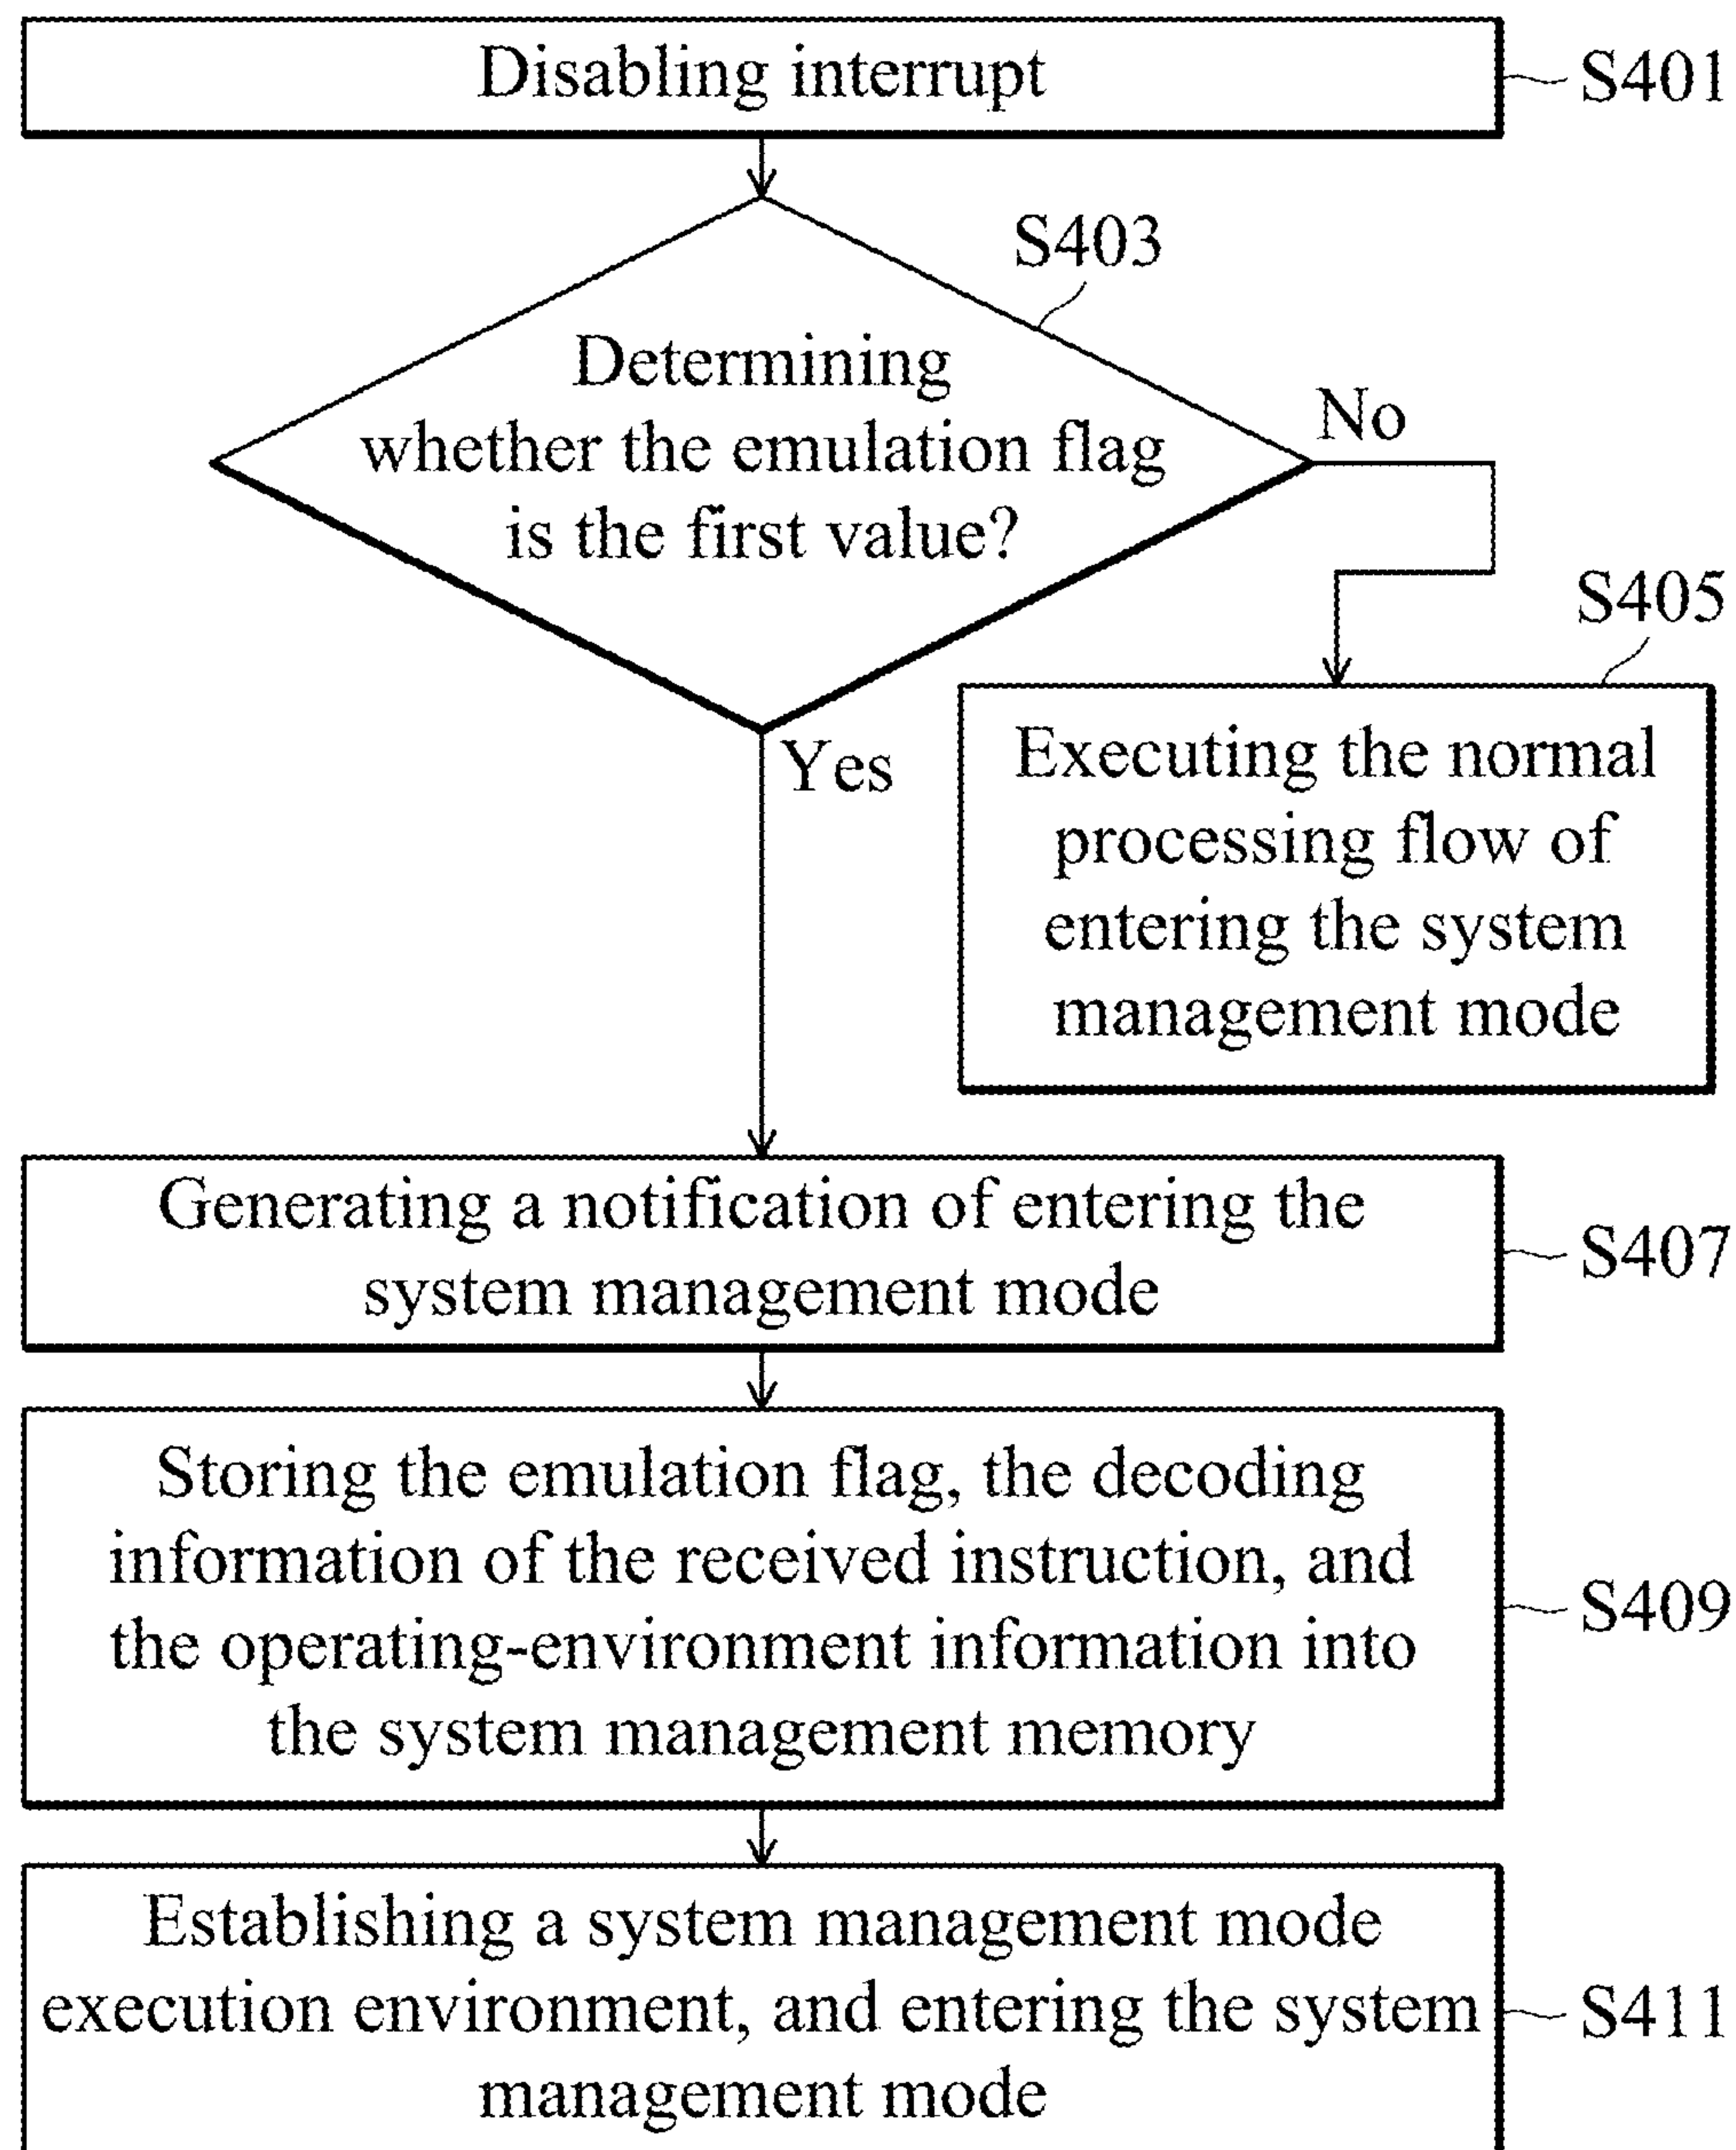 Disabling interrupt
S401
S403
Determining
whether the emulation flag
is the first value?
No
Yes
S405
Executing the normal
processing flow of
entering the system
management mode
Generating a notification of entering the
system management mode
S407
Storing the emulation flag, the decoding
information of the received instruction, and
the operating-environment information into
the system management memory
S409
Establishing a system management mode
execution environment, and entering the system
management mode
S411